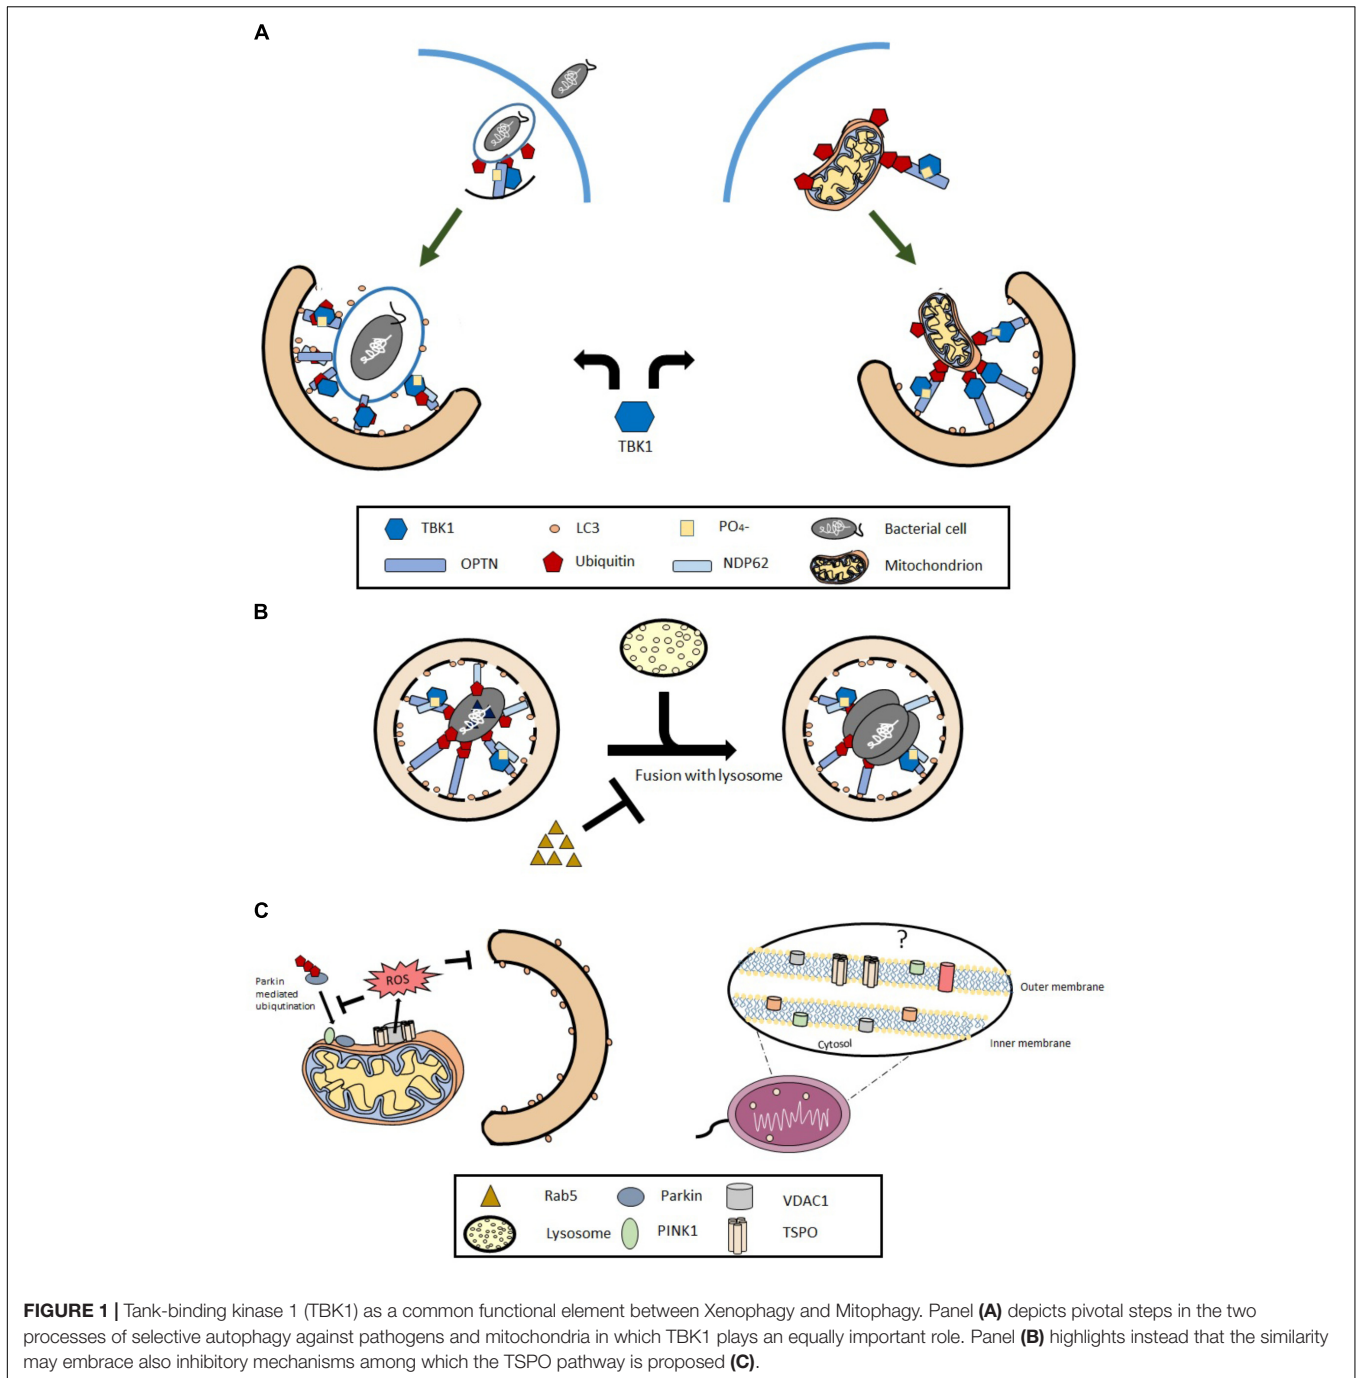 A
TBK1
TBK1
LC3
PO4-
Bacterial cell
OPTN
Ubiquitin
NDP62
Mitochondrion
B
Fusion with lysosome
C
Parkin
mediated
ubiqutination
ROS
?
Outer membrane
Cytosol
Inner membrane
Rab5
Parkin
VDAC1
Lysosome
PINK1
TSPO
FIGURE 1 | Tank-binding kinase 1 (TBK1) as a common functional element between Xenophagy and Mitophagy. Panel (A) depicts pivotal steps in the two
processes of selective autophagy against pathogens and mitochondria in which TBK1 plays an equally important role. Panel (B) highlights instead that the similarity
may embrace also inhibitory mechanisms among which the TSPO pathway is proposed (C).